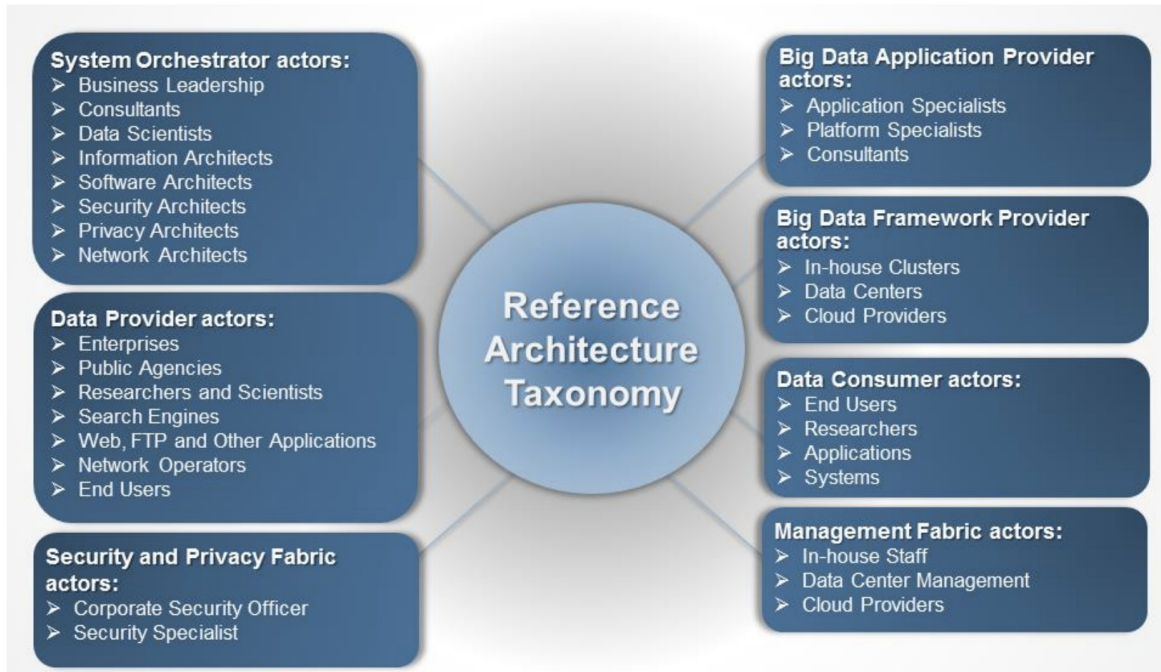 System Orchestrator actors:
➢ Business Leadership
➢ Consultants
➢ Data Scientists
➢ Information Architects
➢ Software Architects
➢ Security Architects
➢ Privacy Architects
➢ Network Architects
Data Provider actors:
➢ Enterprises
➢ Public Agencies
➢ Researchers and Scientists
➢ Search Engines
➢ Web, FTP and Other Applications
➢ Network Operators
➢ End Users
Security and Privacy Fabric
actors:
➢ Corporate Security Officer
➢ Security Specialist
Reference
Architecture
Taxonomy
Big Data Application Provider
actors:
➢ Application Specialists
➢ Platform Specialists
➢ Consultants
Big Data Framework Provider
actors:
➢ In-house Clusters
➢ Data Centers
➢ Cloud Providers
Data Consumer actors:
➢ End Users
➢ Researchers
➢ Applications
➢ Systems
Management Fabric actors:
➢ In-house Staff
➢ Data Center Management
➢ Cloud Providers